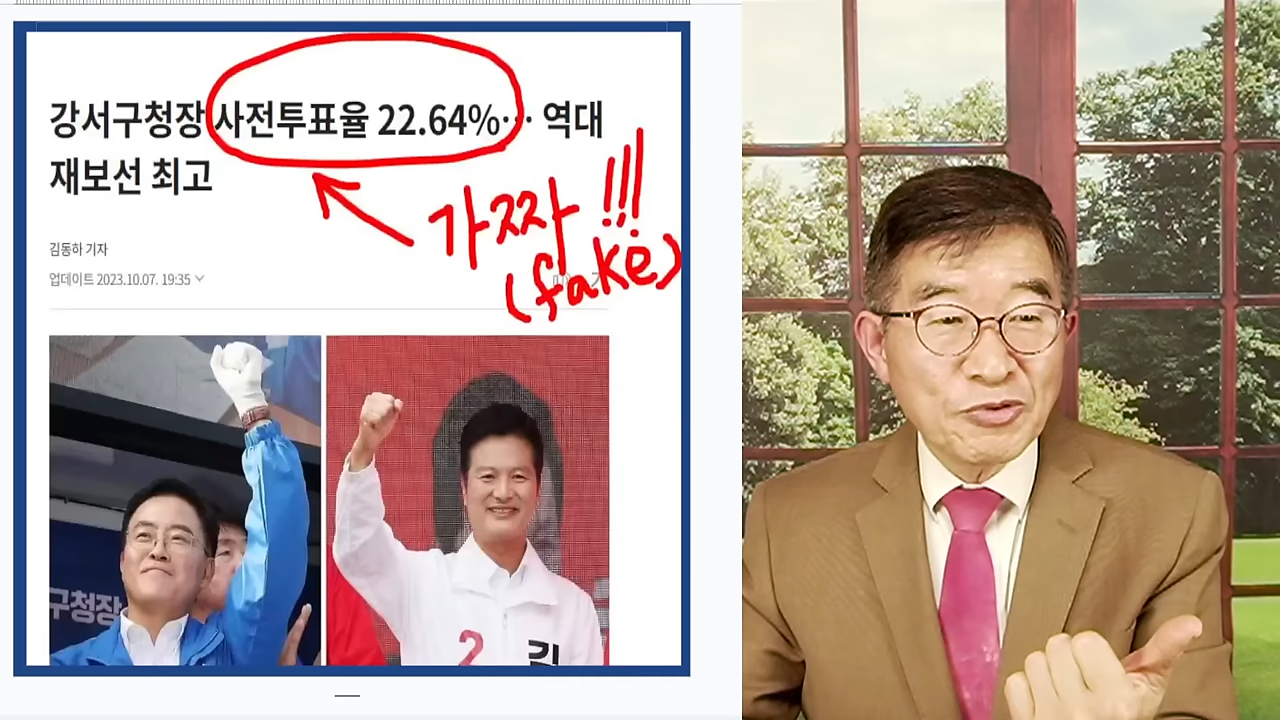 강서구청장 사전투표율 22.64%… 역대
재보선 최고
가짜 !!!
(fake)
김동하 기자
업데이트 2023.10.07. 19:35
구청장
2
김